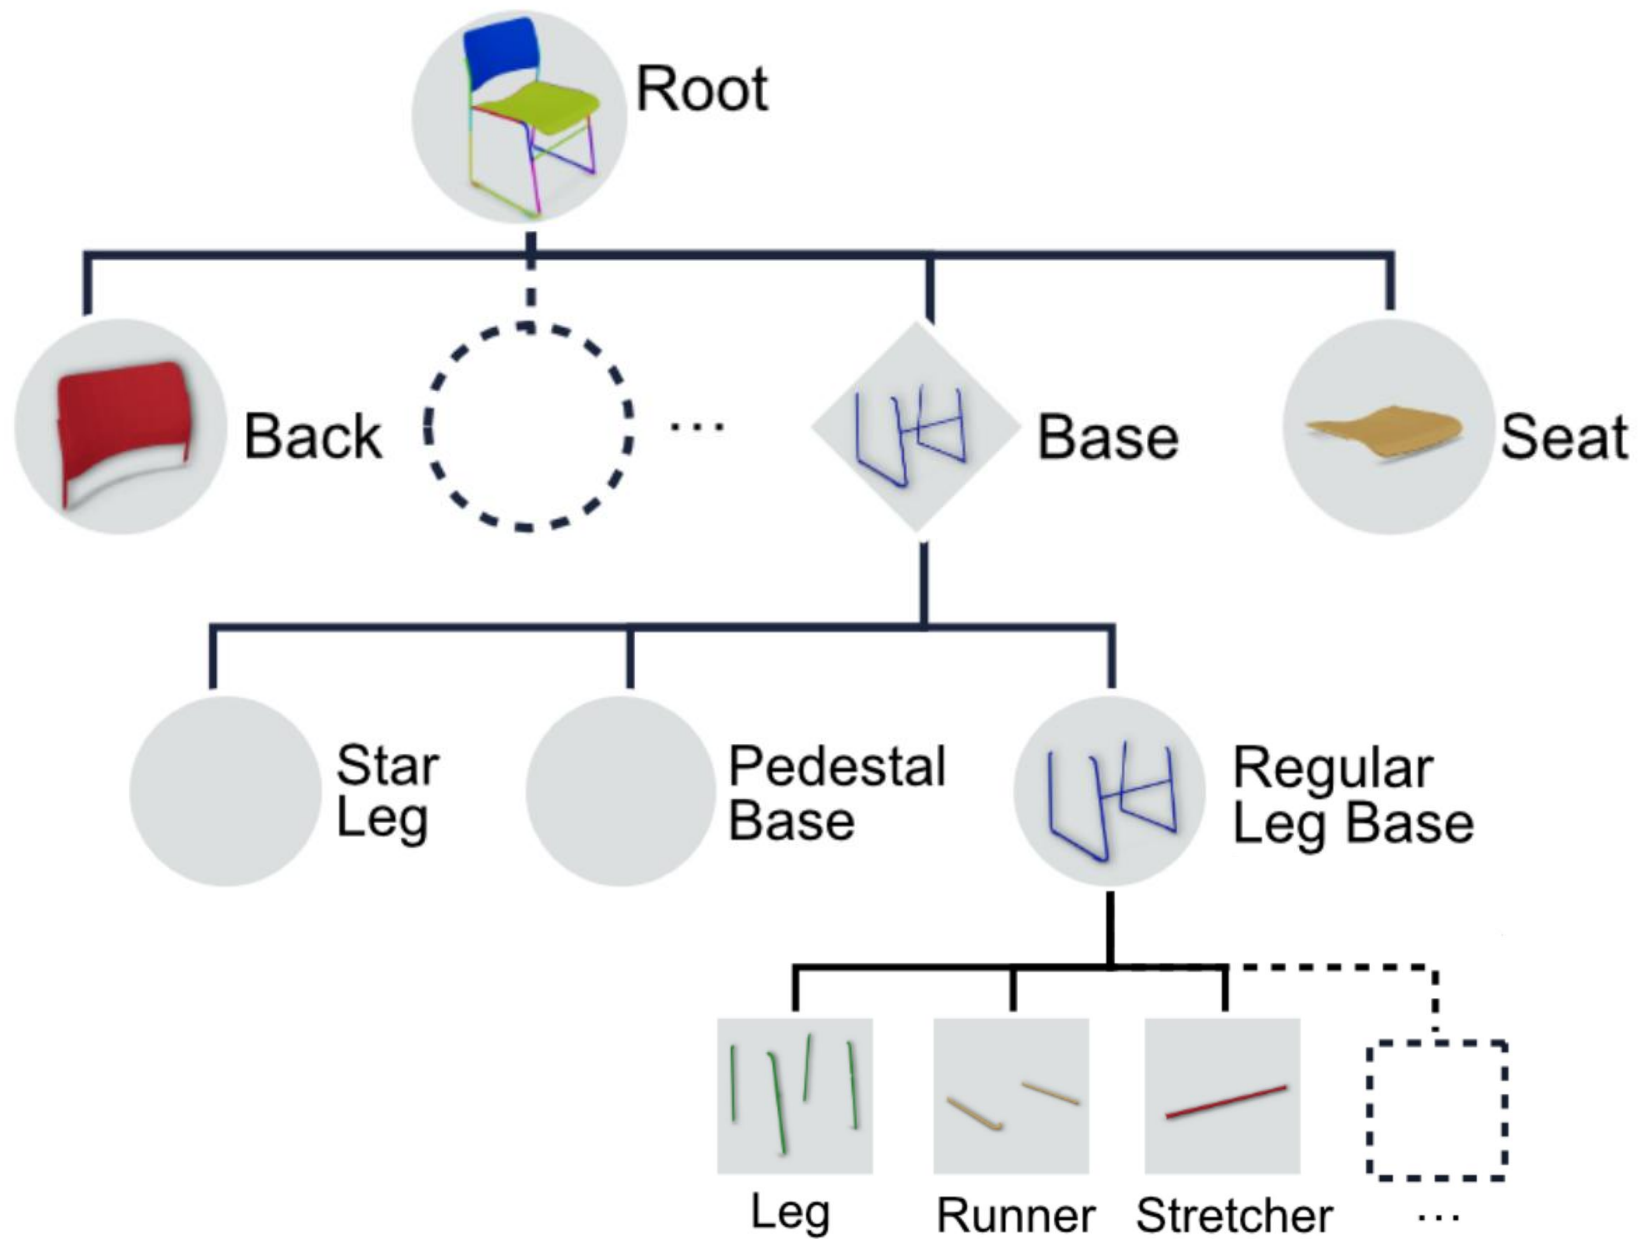 Root
Back
...
Base
Seat
Star
Leg
Pedestal
Base
Regular
Leg Base
Leg
Runner
Stretcher
...